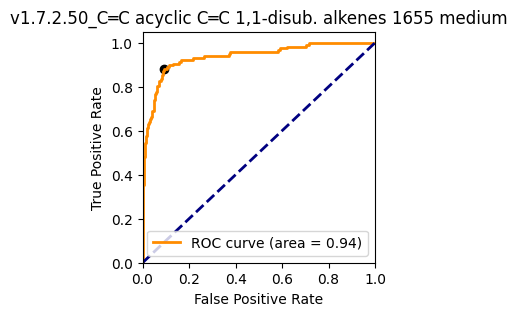 v1.7.2.50_C═C acyclic C═C 1,1-disub. alkenes 1655 medium
1.0
0.8
0.6
0.4
0.2
0.0
True Positive Rate
ROC curve (area = 0.94)
0.0 0.2 0.4 0.6 0.8 1.0
False Positive Rate